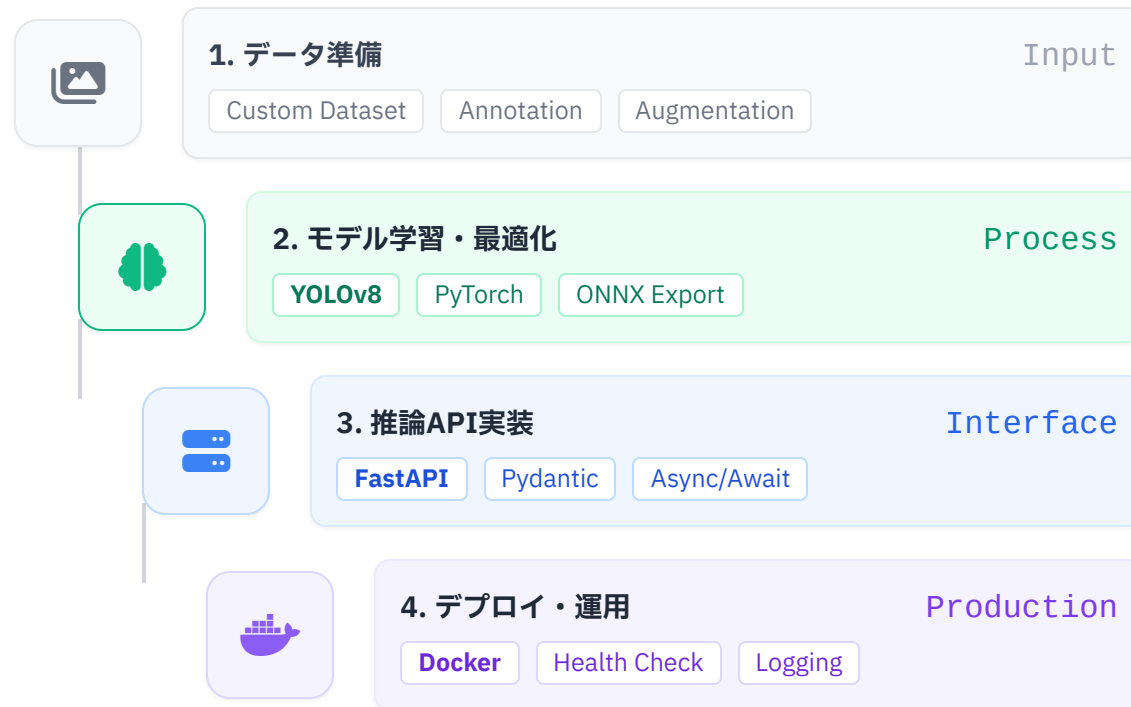 1. データ準備
Input
Custom Dataset
Annotation
Augmentation
2. モデル学習・最適化
Process
YOLOv8
PyTorch
ONNX Export
3. 推論API実装
Interface
FastAPI
Pydantic
Async/Await
4. デプロイ・運用
Production
Docker
Health Check
Logging